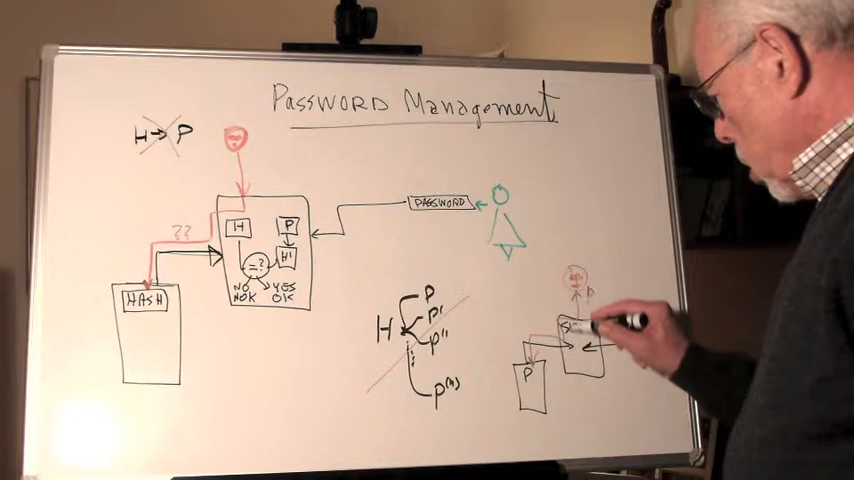 PASSWORD Management
H → P
??
H
P
H'
=?
NO
NOK
YES
OK
HASH
PASSWORD
H
P
P'
P''
P(n)
P
P